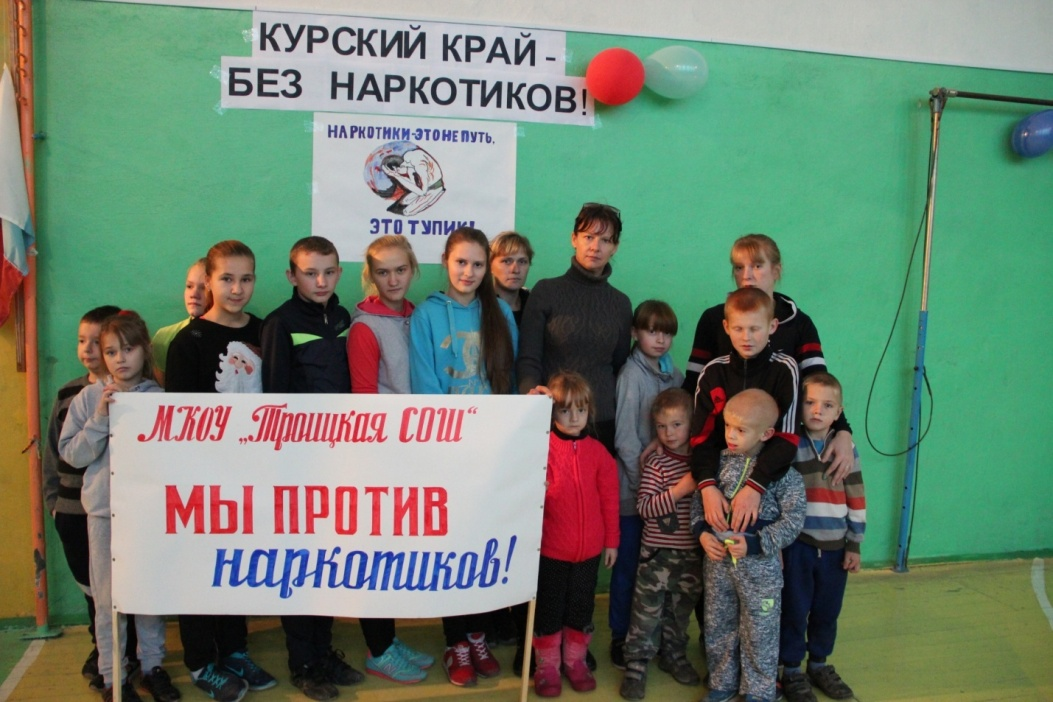 КУРСКИЙ КРАЙ -
БЕЗ НАРКОТИКОВ!
НАРКОТИКИ-ЭТО НЕ ПУТЬ,
ЭТО ТУПИК!
МКОУ „Троицкая СОШ“
МЫ ПРОТИВ
наркотиков!